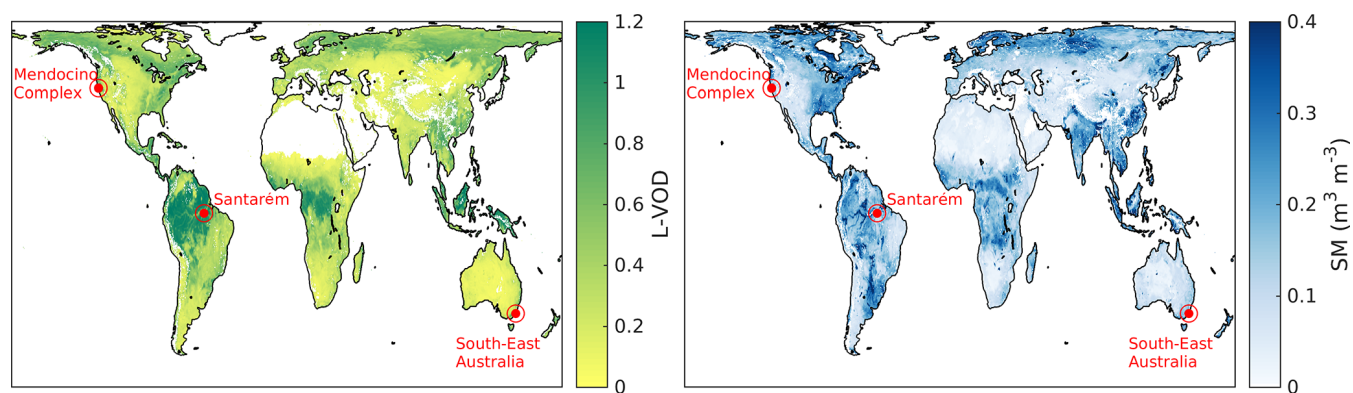 Mendocino
Complex
Santarém
South-East
Australia
1.2
1
0.8
0.6
0.4
0.2
0
L-VOD
Mendocino
Complex
Santarém
South-East
Australia
0.4
0.3
0.2
0.1
0
SM (m³ m⁻³)